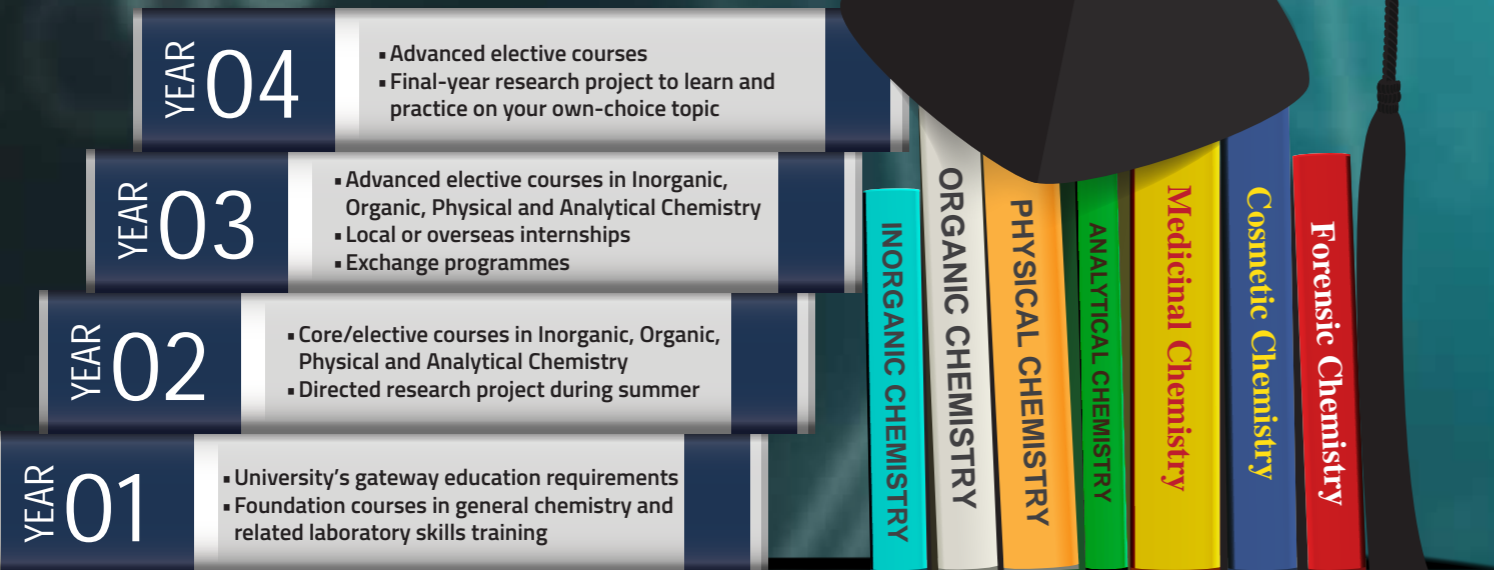 YEAR 04
▪ Advanced elective courses
▪ Final-year research project to learn and
practice on your own-choice topic
YEAR 03
▪ Advanced elective courses in Inorganic,
Organic, Physical and Analytical Chemistry
▪ Local or overseas internships
▪ Exchange programmes
YEAR 02
▪ Core/elective courses in Inorganic, Organic,
Physical and Analytical Chemistry
▪ Directed research project during summer
YEAR 01
▪ University’s gateway education requirements
▪ Foundation courses in general chemistry and
related laboratory skills training
INORGANIC CHEMISTRY
ORGANIC CHEMISTRY
PHYSICAL CHEMISTRY
ANALYTICAL CHEMISTRY
Medicinal Chemistry
Cosmetic Chemistry
Forensic Chemistry